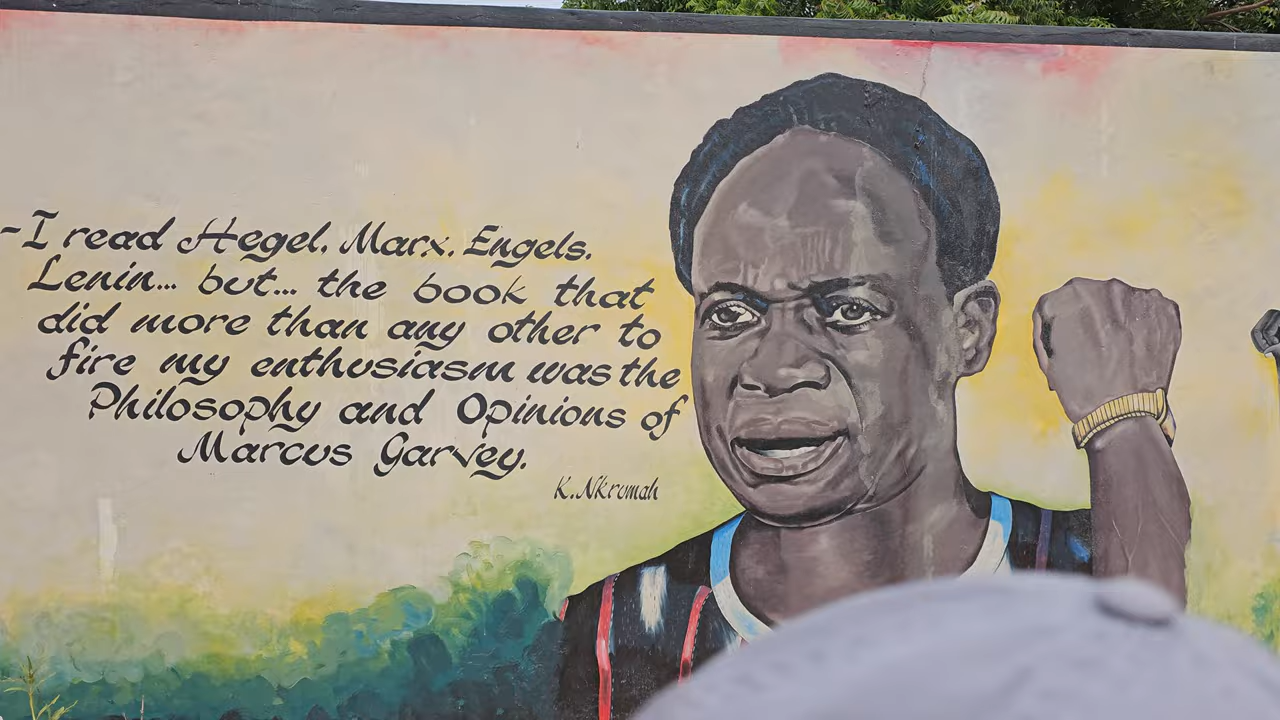 -I read Hegel. Marx. Engels.
Lenin... but... the book that
did more than any other to
fire my enthusiasm was the
Philosophy and Opinions of
Marcus Garvey.
K. Nkrumah